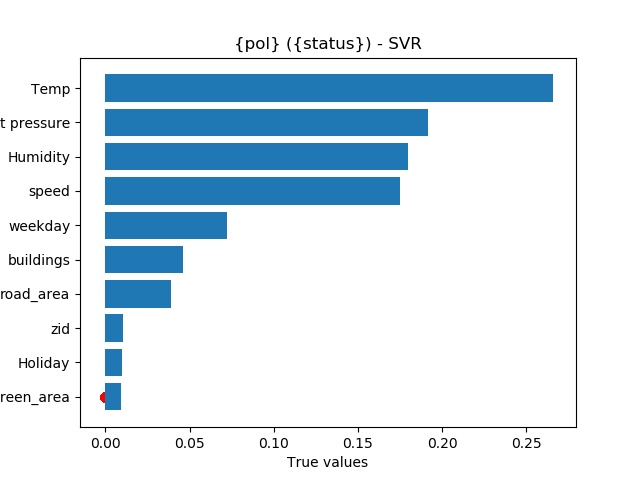 {pol} ({status}) - SVR
Temp
t pressure
Humidity
speed
weekday
buildings
road_area
zid
Holiday
reen_area
0.00 0.05 0.10 0.15 0.20 0.25
True values